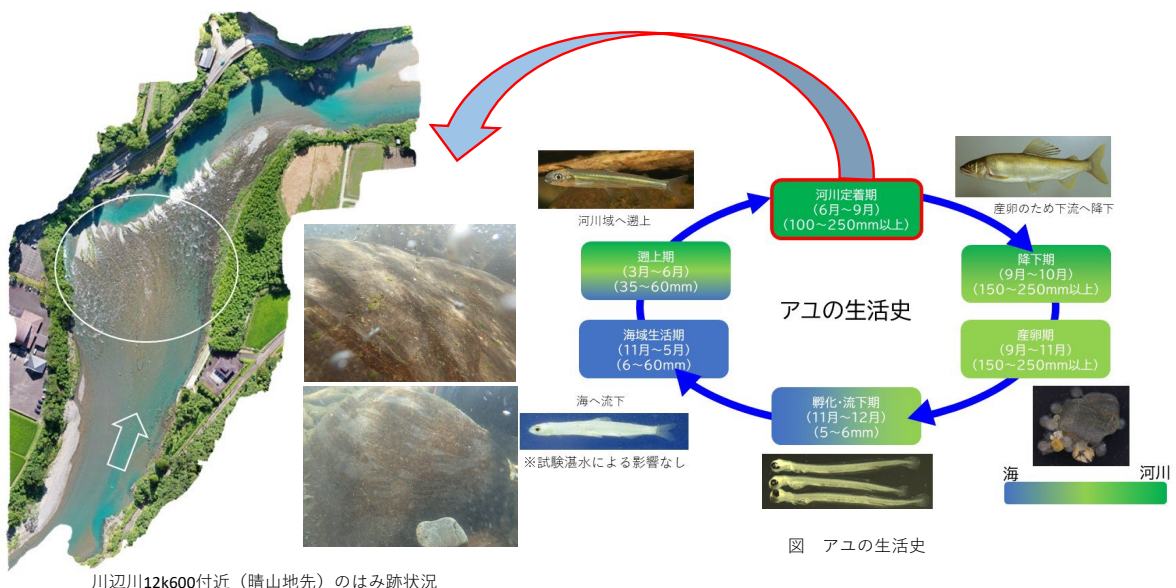 河川域へ遡上
河川定着期
(6月～9月)
(100～250mm以上)
産卵のため下流へ降下
遡上期
(3月～6月)
(35～60mm)
降下期
(9月～10月)
(150～250mm以上)
アユの生活史
海域生活期
(11月～5月)
(6～60mm)
産卵期
(9月～11月)
(150～250mm以上)
孵化・流下期
(11月～12月)
(5～6mm)
海へ流下
※試験湛水による影響なし
海
河川
図　アユの生活史
川辺川12k600付近（晴山地先）のはみ跡状況